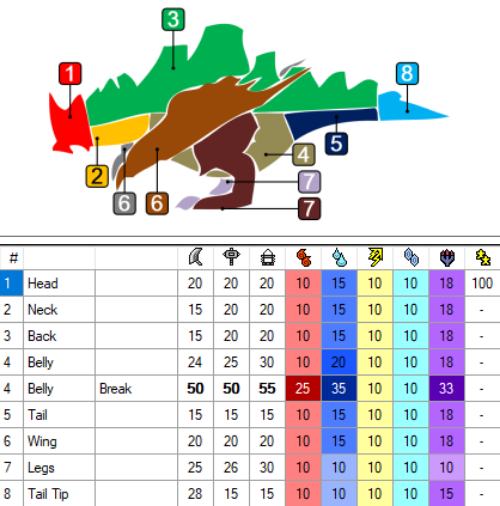 3
1
8
2
6
6
4
5
7
7
#
1 Head 20 20 20 10 15 10 10 18 100
2 Neck 15 20 20 10 15 10 10 18 -
3 Back 15 20 20 10 15 10 10 18 -
4 Belly 24 25 30 10 20 10 10 18 -
4 Belly Break 50 50 55 25 35 10 10 33 -
5 Tail 15 15 15 10 15 10 10 18 -
6 Wing 20 20 20 10 15 10 10 18 -
7 Legs 25 26 30 10 10 10 10 10 -
8 Tail Tip 28 15 15 10 10 10 10 15 -